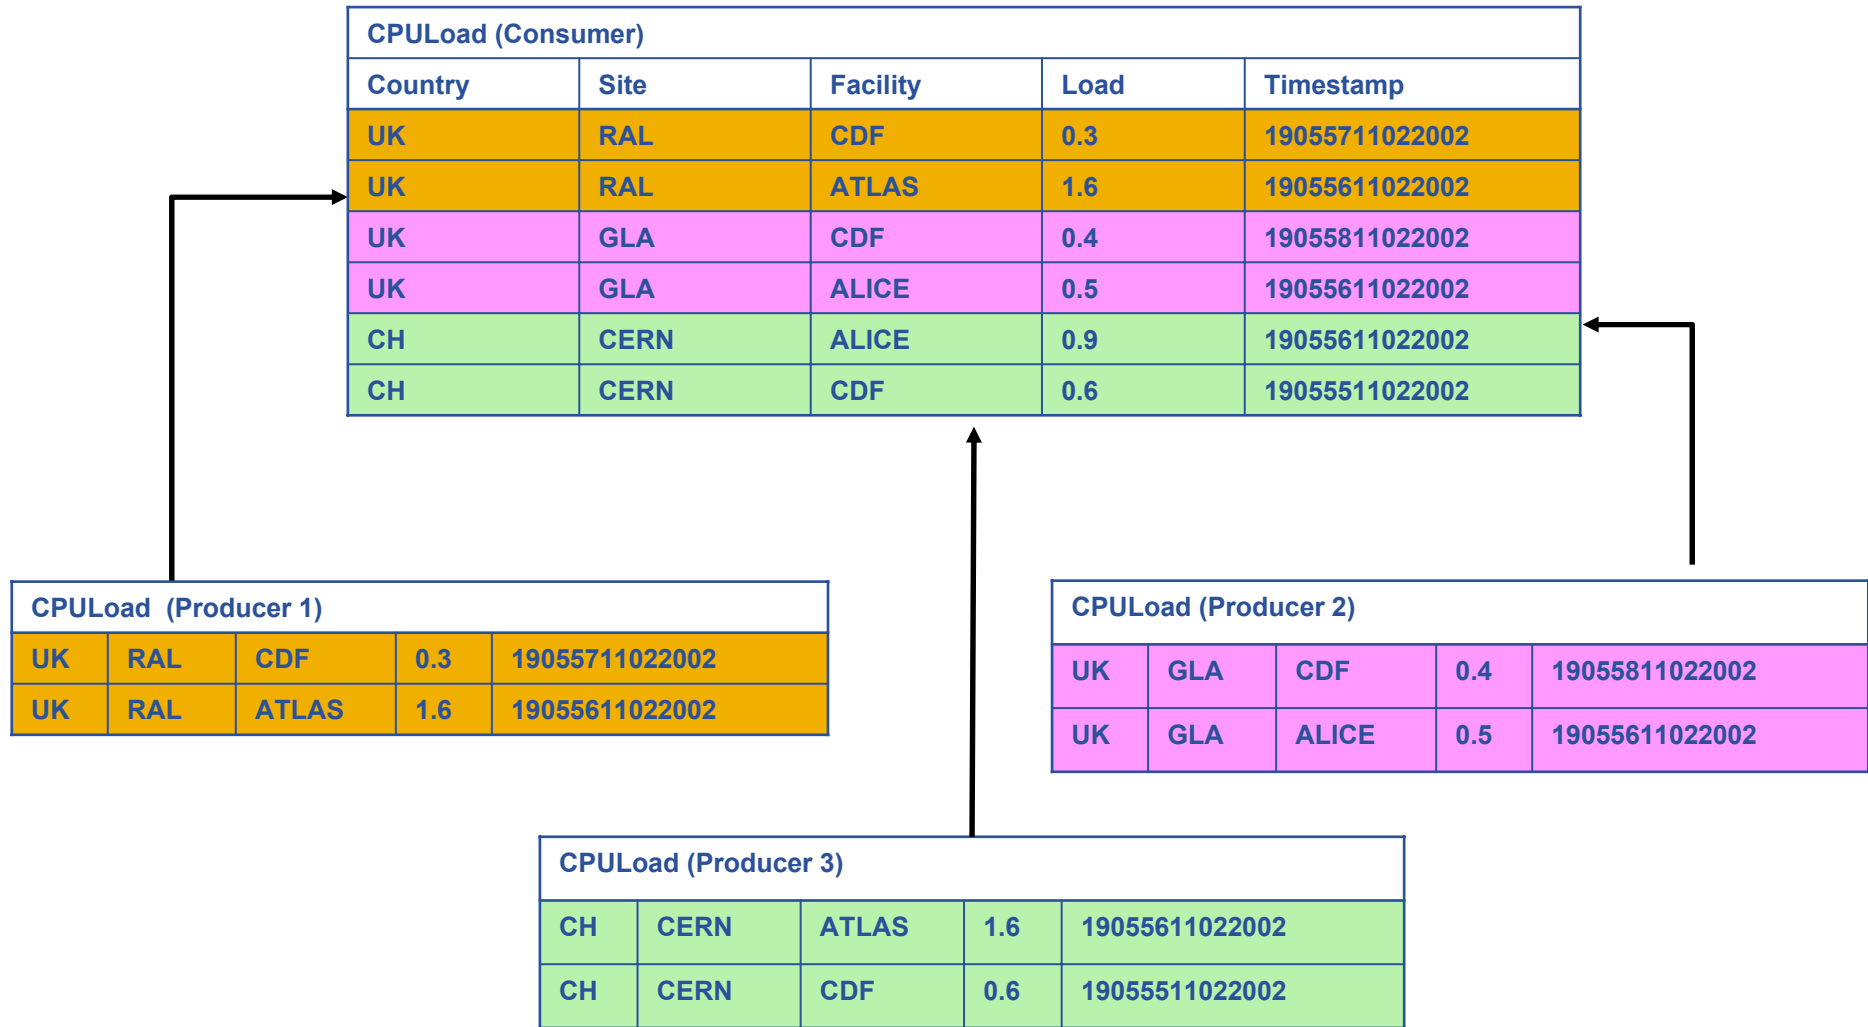 CPULoad (Consumer)
Country Site Facility Load Timestamp
UK RAL CDF 0.3 19055711022002
UK RAL ATLAS 1.6 19055611022002
UK GLA CDF 0.4 19055811022002
UK GLA ALICE 0.5 19055611022002
CH CERN ALICE 0.9 19055611022002
CH CERN CDF 0.6 19055511022002
CPULoad (Producer 1)
UK RAL CDF 0.3 19055711022002
UK RAL ATLAS 1.6 19055611022002
CPULoad (Producer 2)
UK GLA CDF 0.4 19055811022002
UK GLA ALICE 0.5 19055611022002
CPULoad (Producer 3)
CH CERN ATLAS 1.6 19055611022002
CH CERN CDF 0.6 19055511022002